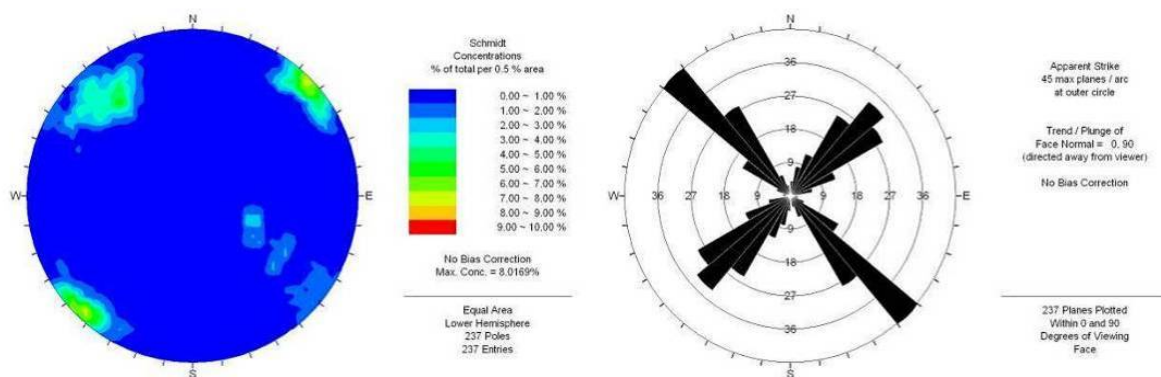 N
W
E
S
Schmidt
Concentrations
% of total per 0.5 % area
0.00 ~ 1.00 %
1.00 ~ 2.00 %
2.00 ~ 3.00 %
3.00 ~ 4.00 %
4.00 ~ 5.00 %
5.00 ~ 6.00 %
6.00 ~ 7.00 %
7.00 ~ 8.00 %
8.00 ~ 9.00 %
9.00 ~ 10.00 %
No Bias Correction
Max. Conc. = 8.0169%
Equal Area
Lower Hemisphere
237 Poles
237 Entries
N
36
27
18
9
W 36 27 18 9 9 18 27 36 E
9
18
27
36
S
Apparent Strike
45 max planes / arc
at outer circle
Trend / Plunge of
Face Normal = 0, 90
(directed away from viewer)
No Bias Correction
237 Planes Plotted
Within 0 and 90
Degrees of Viewing
Face